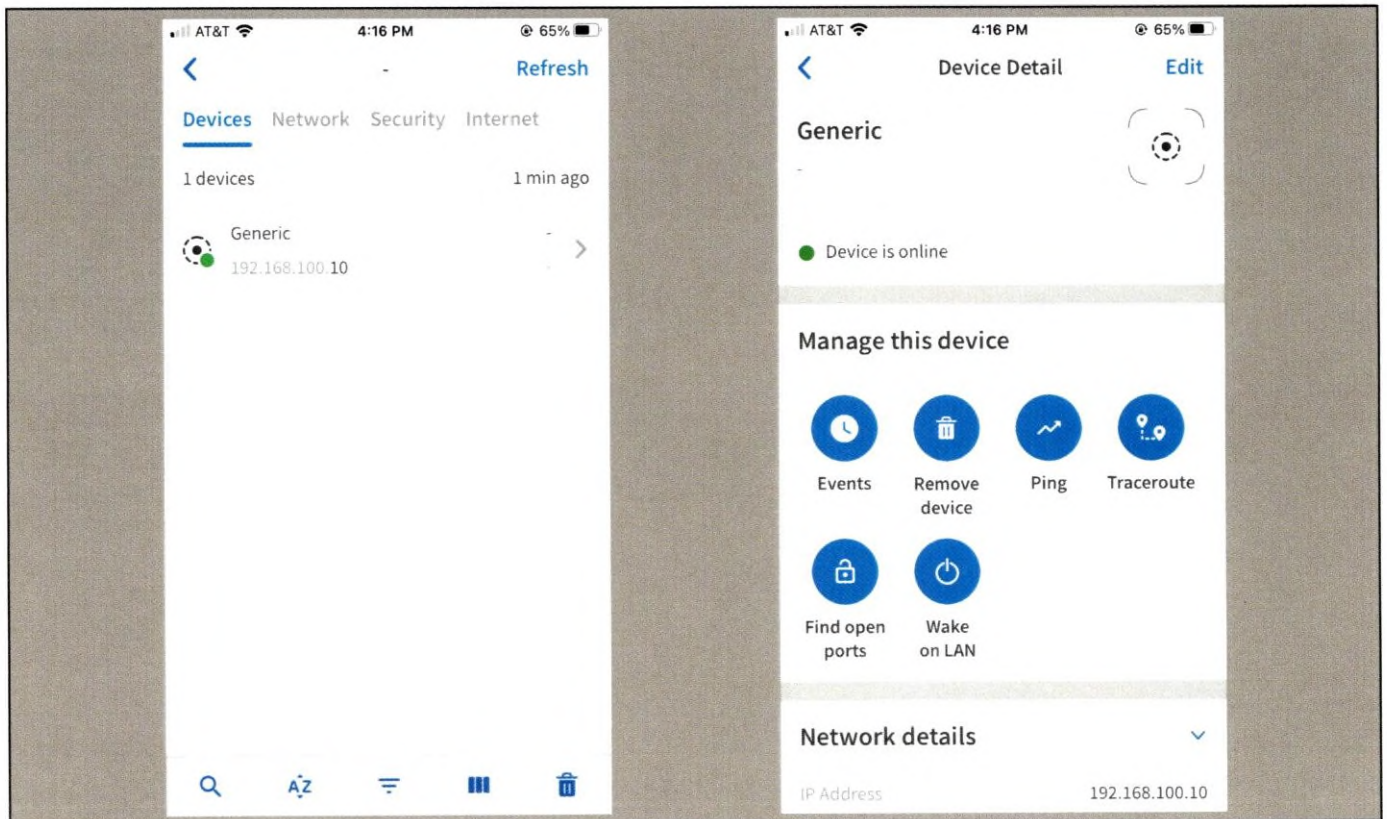 AT&T 4:16 PM 65%
- Refresh
Devices Network Security Internet
1 devices 1 min ago
Generic -
192.168.100.10 -
AT&T 4:16 PM 65%
Device Detail Edit
Generic
-
Device is online
Manage this device
Events Remove device Ping Traceroute
Find open ports Wake on LAN
Network details
IP Address 192.168.100.10